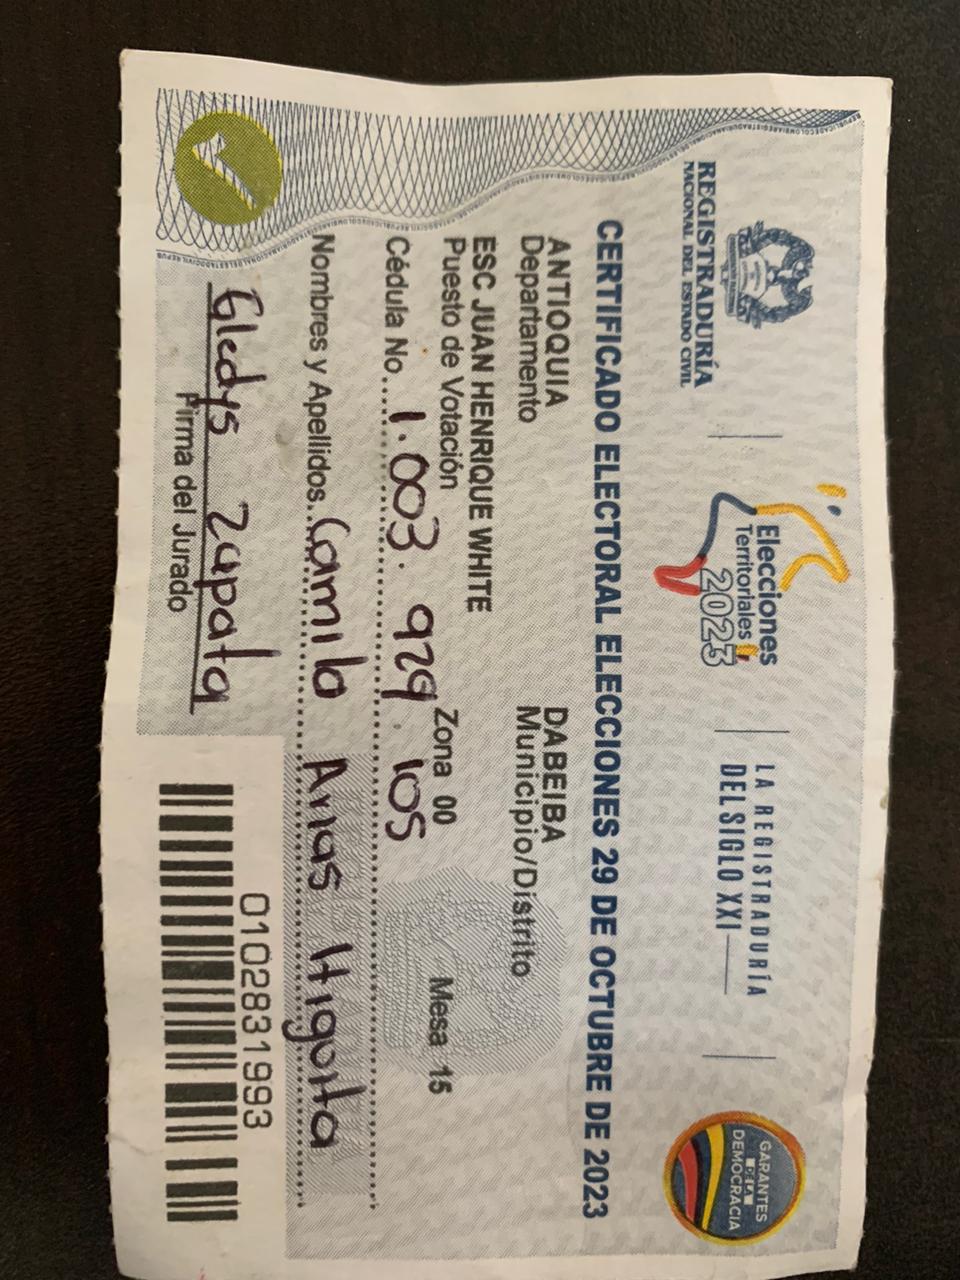 REGISTRADURÍA
NACIONAL DEL ESTADO CIVIL
Elecciones
Territoriales
2023
LA REGISTRADURÍA
DEL SIGLO XXI
GARANTES
DE LA
DEMOCRACIA
CERTIFICADO ELECTORAL ELECCIONES 29 DE OCTUBRE DE 2023
ANTIOQUIA DABEIBA
Departamento Municipio/Distrito
ESC JUAN HENRIQUE WHITE
Puesto de Votación Zona 00 Mesa 15
Cédula No. 1.003.929.105
Nombres y Apellidos. Camila Arias Higuita
Gledys Zapata
Firma del Jurado
0102831993